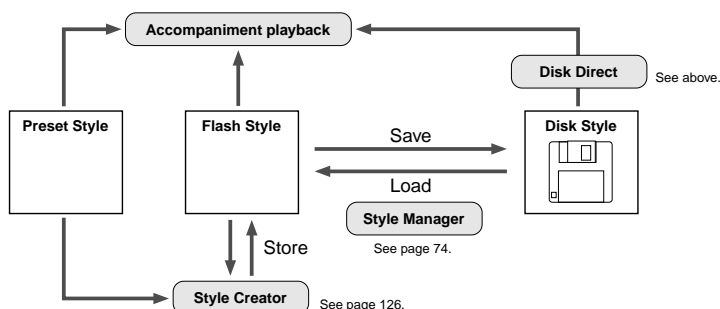 Accompaniment playback
Disk Direct
See above.
Preset Style
Flash Style
Disk Style
Save
Load
Style Manager
See page 74.
Store
Style Creator
See page 126.